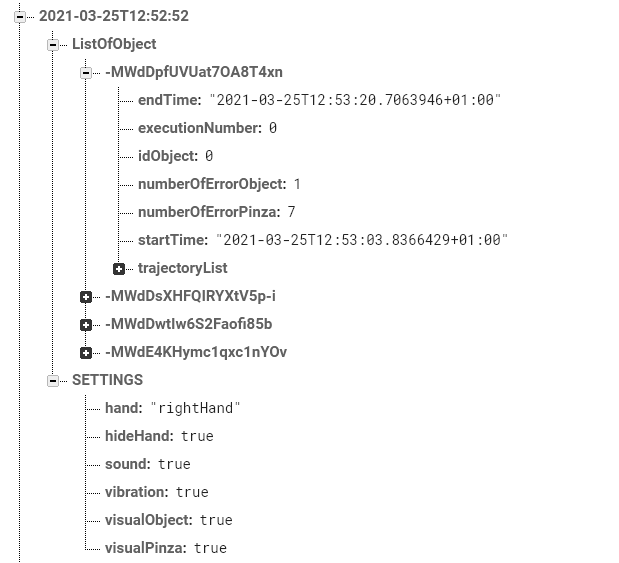 2021-03-25T12:52:52
ListOfObject
-MWdDpfUVUat7OA8T4xn
endTime: "2021-03-25T12:53:20.7063946+01:00"
executionNumber: 0
idObject: 0
numberOfErrorObject: 1
numberOfErrorPinza: 7
startTime: "2021-03-25T12:53:03.8366429+01:00"
trajectoryList
-MWdDsXHFQIRYXtV5p-i
-MWdDwtlw6S2Faofi85b
-MWdE4KHymc1qxc1nYOv
SETTINGS
hand: "rightHand"
hideHand: true
sound: true
vibration: true
visualObject: true
visualPinza: true